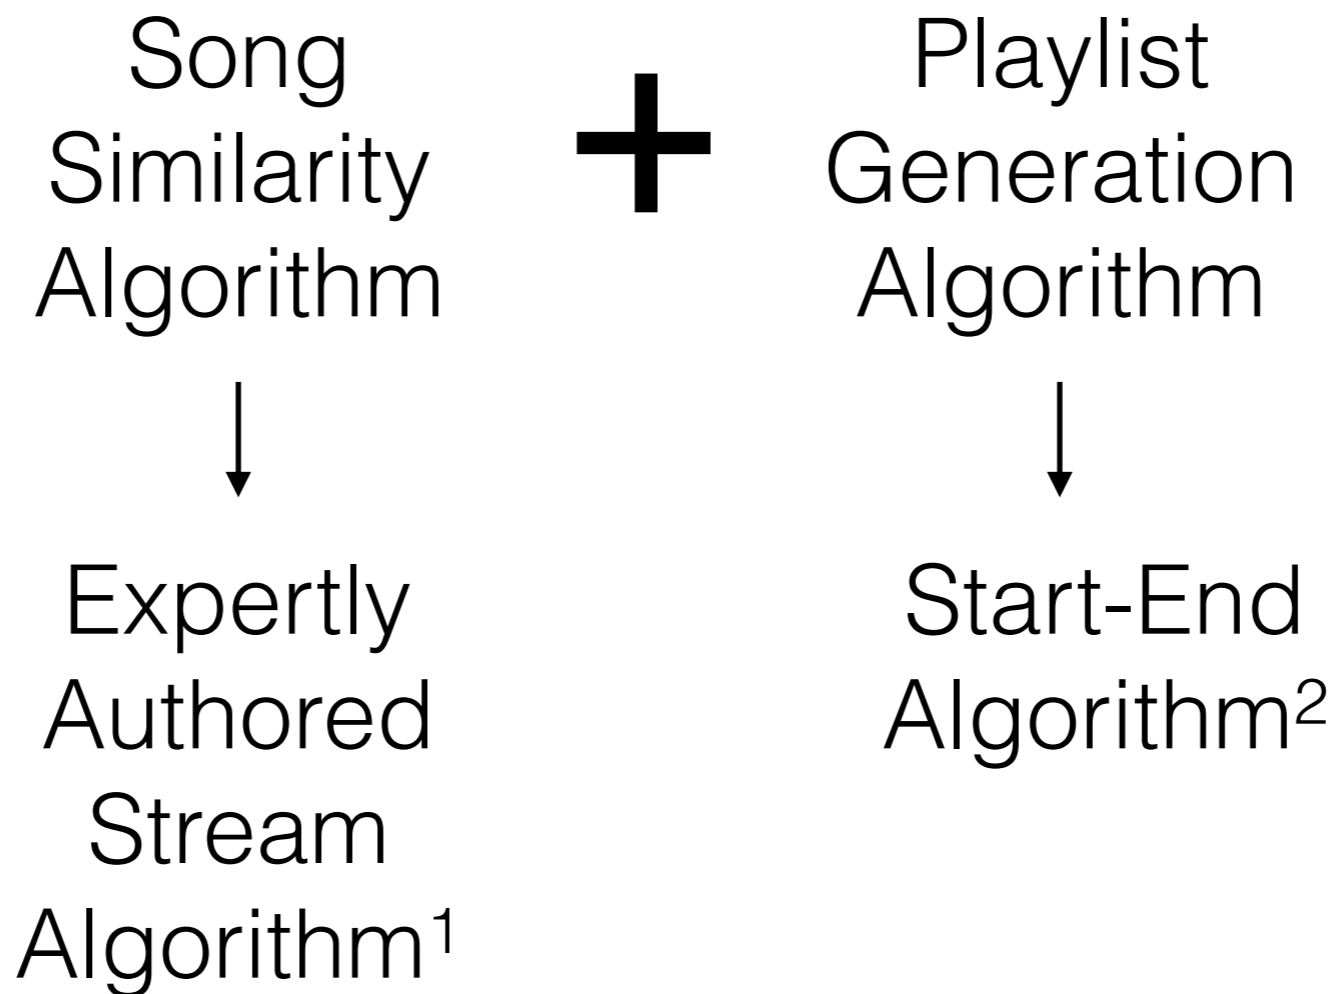 Song
Similarity
Algorithm
+
Playlist
Generation
Algorithm
Expertly
Authored
Stream
Algorithm¹
Start-End
Algorithm²